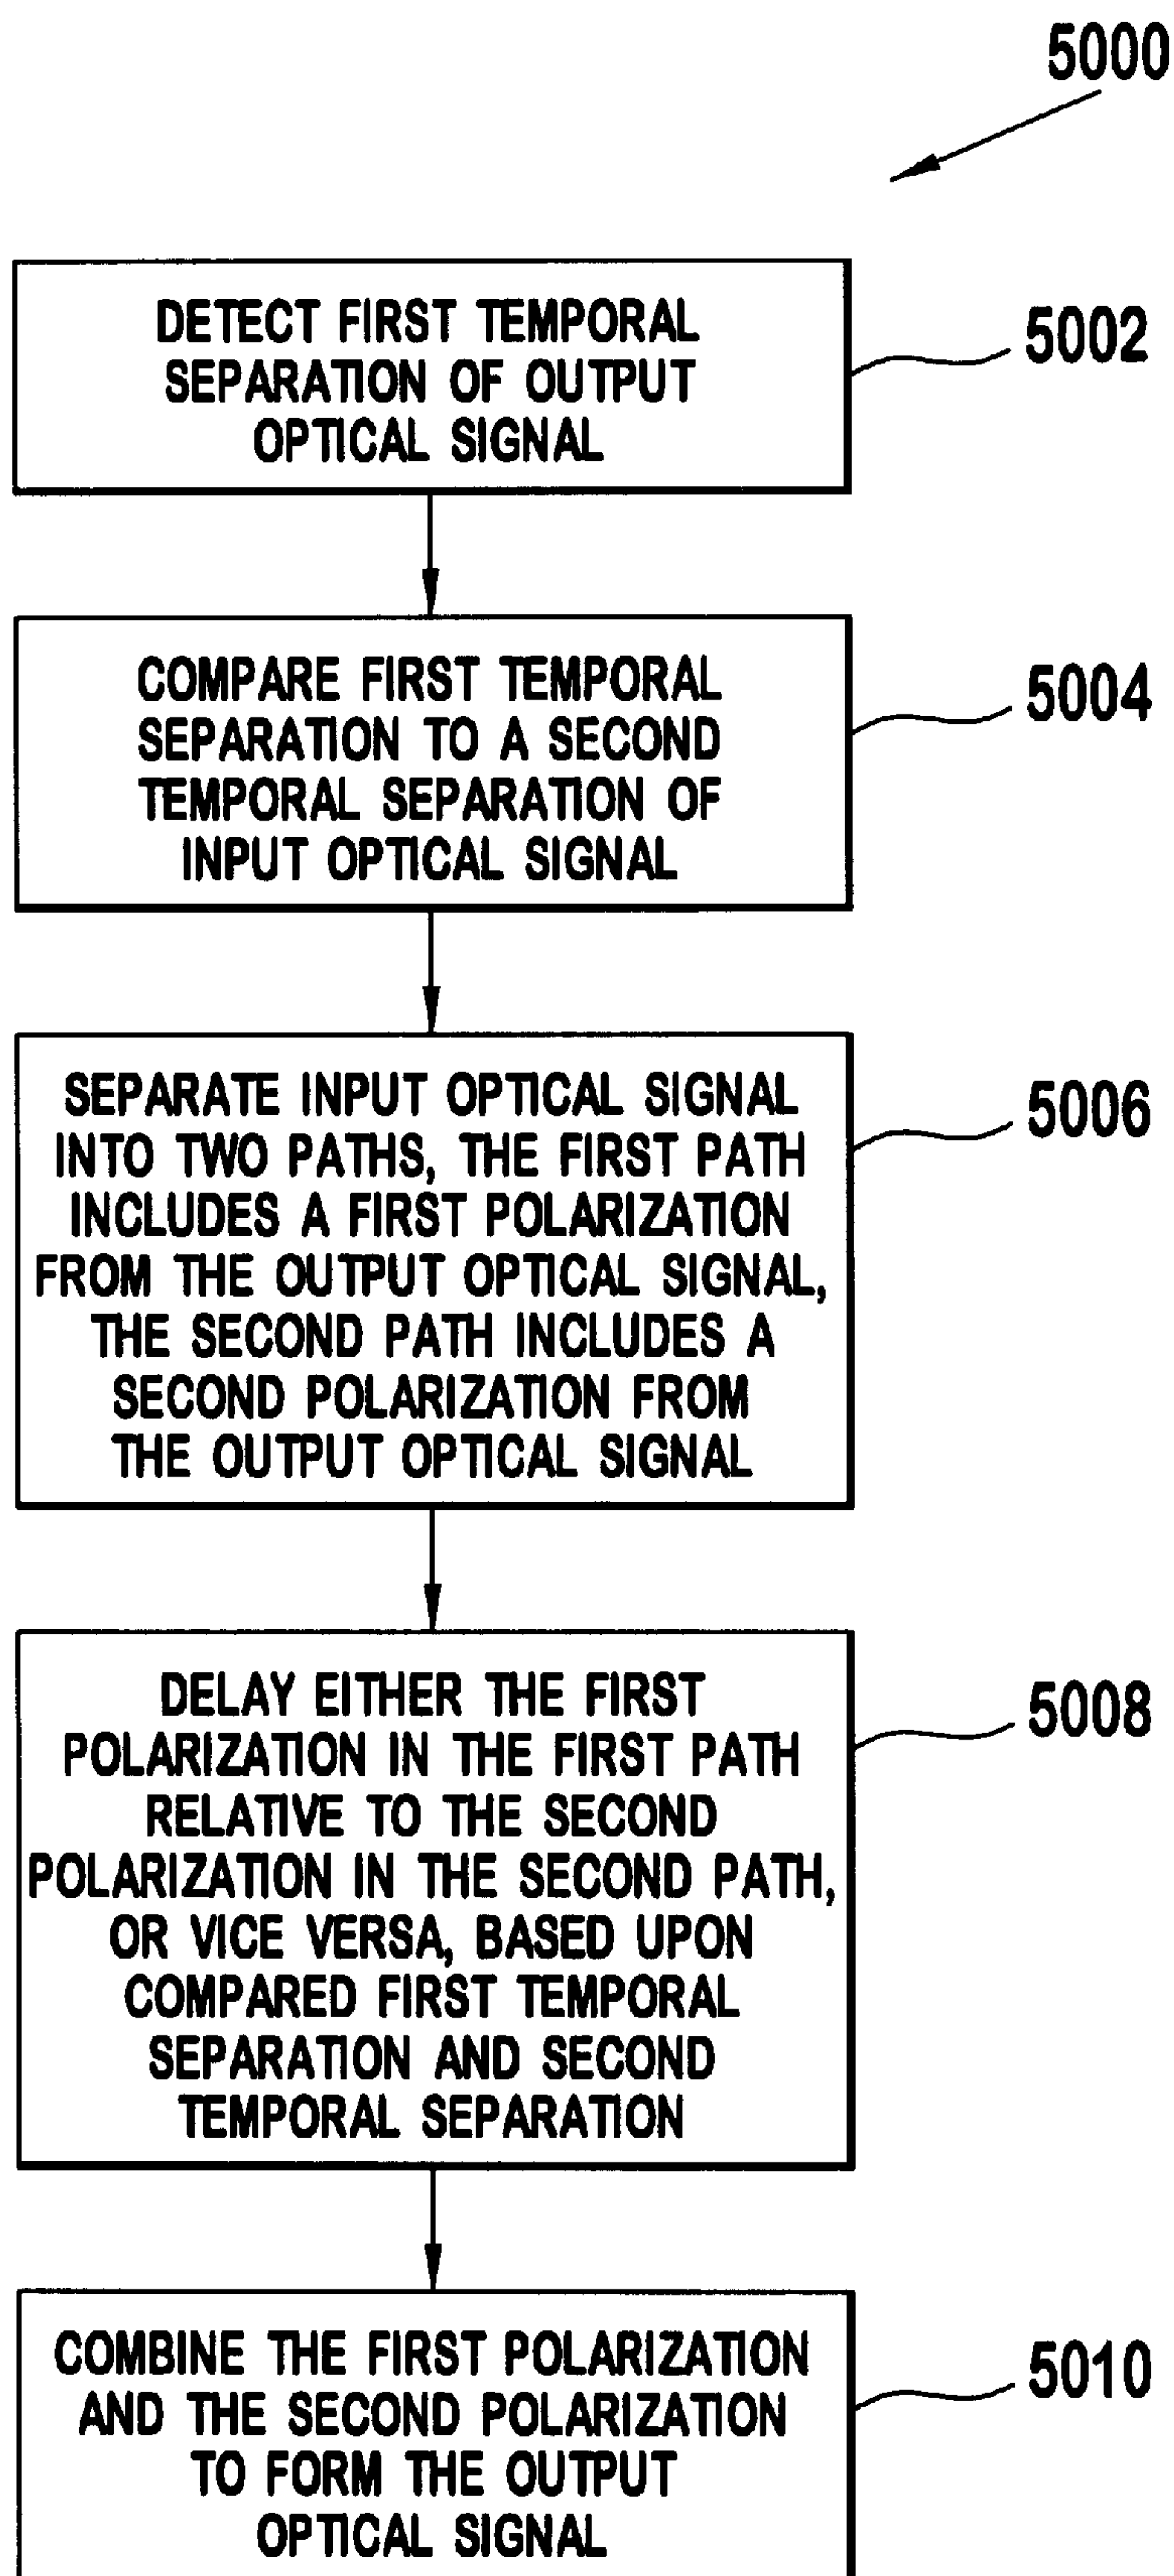 5000
DETECT FIRST TEMPORAL
SEPARATION OF OUTPUT
OPTICAL SIGNAL
5002
COMPARE FIRST TEMPORAL
SEPARATION TO A SECOND
TEMPORAL SEPARATION OF
INPUT OPTICAL SIGNAL
5004
SEPARATE INPUT OPTICAL SIGNAL
INTO TWO PATHS, THE FIRST PATH
INCLUDES A FIRST POLARIZATION
FROM THE OUTPUT OPTICAL SIGNAL,
THE SECOND PATH INCLUDES A
SECOND POLARIZATION FROM
THE OUTPUT OPTICAL SIGNAL
5006
DELAY EITHER THE FIRST
POLARIZATION IN THE FIRST PATH
RELATIVE TO THE SECOND
POLARIZATION IN THE SECOND PATH,
OR VICE VERSA, BASED UPON
COMPARED FIRST TEMPORAL
SEPARATION AND SECOND
TEMPORAL SEPARATION
5008
COMBINE THE FIRST POLARIZATION
AND THE SECOND POLARIZATION
TO FORM THE OUTPUT
OPTICAL SIGNAL
5010